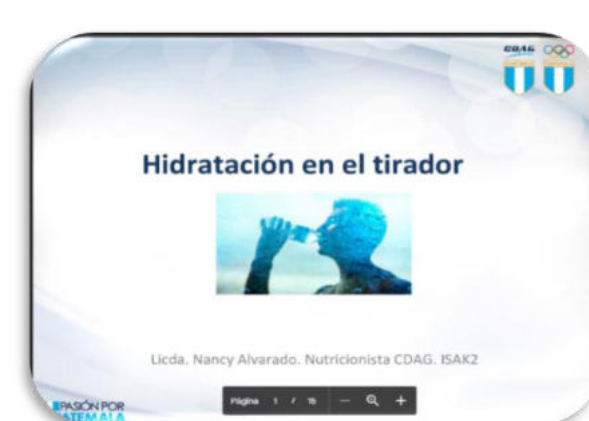 CDAG
Hidratación en el tirador
Licda. Nancy Alvarado. Nutricionista CDAG. ISAK2
Página 1 / 15
PASIÓN POR